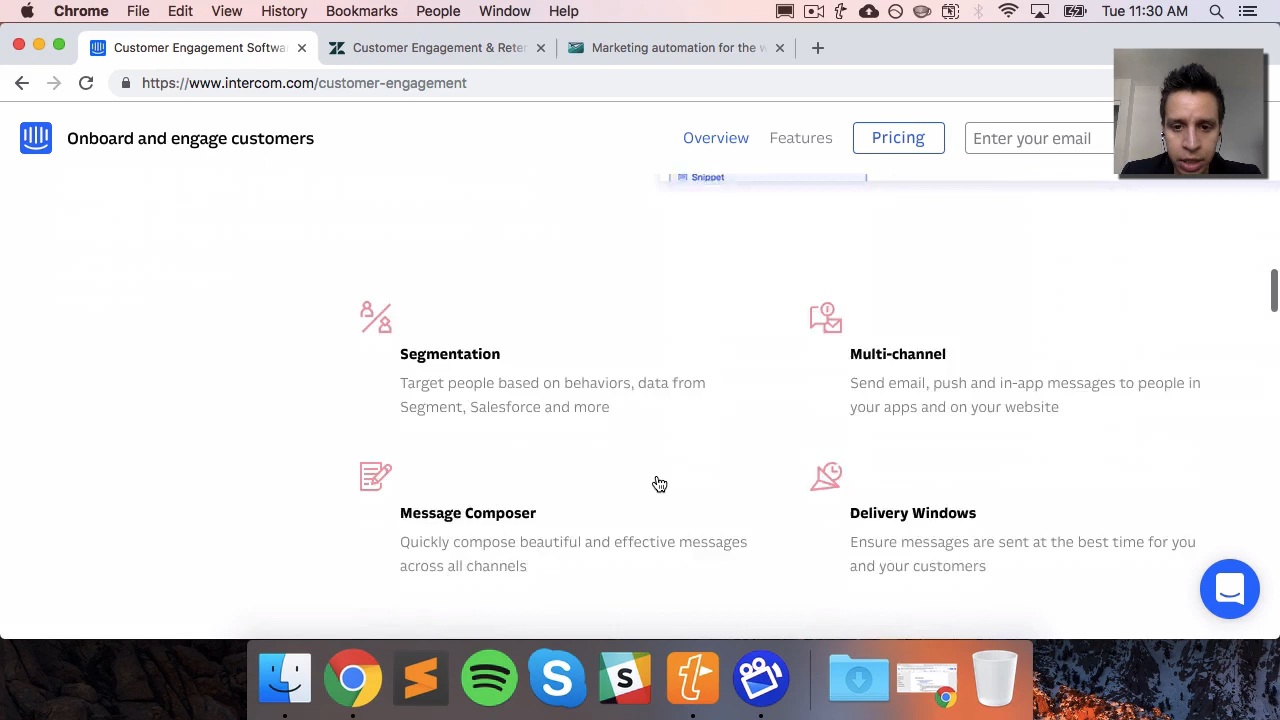 Chrome File Edit View History Bookmarks People Window Help Tue 11:30 AM
Customer Engagement Softwa
Customer Engagement & Reter
Marketing automation for the w
https://www.intercom.com/customer-engagement
Onboard and engage customers
Overview Features Pricing Enter your email
Snippet
Segmentation
Target people based on behaviors, data from
Segment, Salesforce and more
Multi-channel
Send email, push and in-app messages to people in
your apps and on your website
Message Composer
Quickly compose beautiful and effective messages
across all channels
Delivery Windows
Ensure messages are sent at the best time for you
and your customers